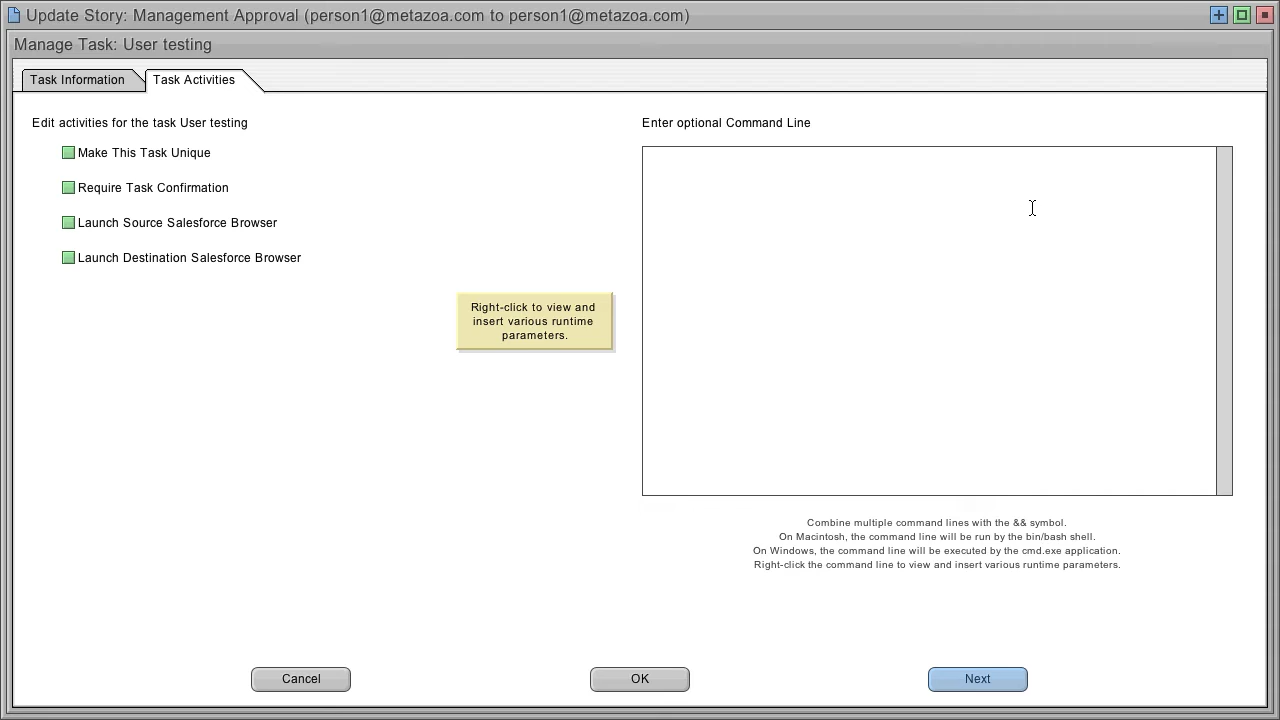 Update Story: Management Approval (person1@metazoa.com to person1@metazoa.com)
Manage Task: User testing
Task Information
Task Activities
Edit activities for the task User testing
Make This Task Unique
Require Task Confirmation
Launch Source Salesforce Browser
Launch Destination Salesforce Browser
Right-click to view and
insert various runtime
parameters.
Enter optional Command Line
Combine multiple command lines with the && symbol.
On Macintosh, the command line will be run by the bin/bash shell.
On Windows, the command line will be executed by the cmd.exe application.
Right-click the command line to view and insert various runtime parameters.
Cancel
OK
Next